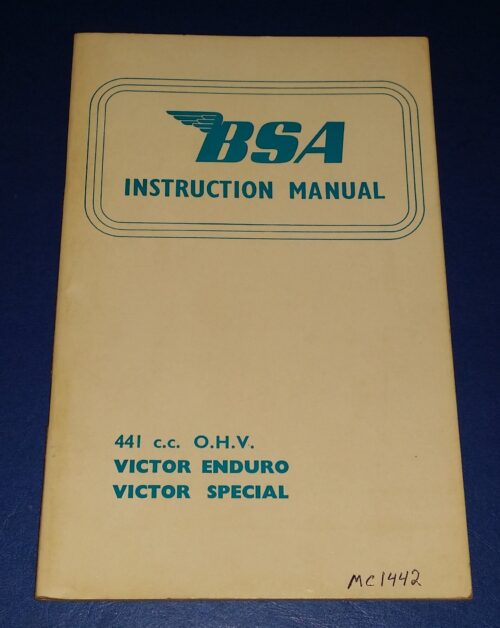 BSA
INSTRUCTION MANUAL
441 c.c. O.H.V.
VICTOR ENDURO
VICTOR SPECIAL
MC1442